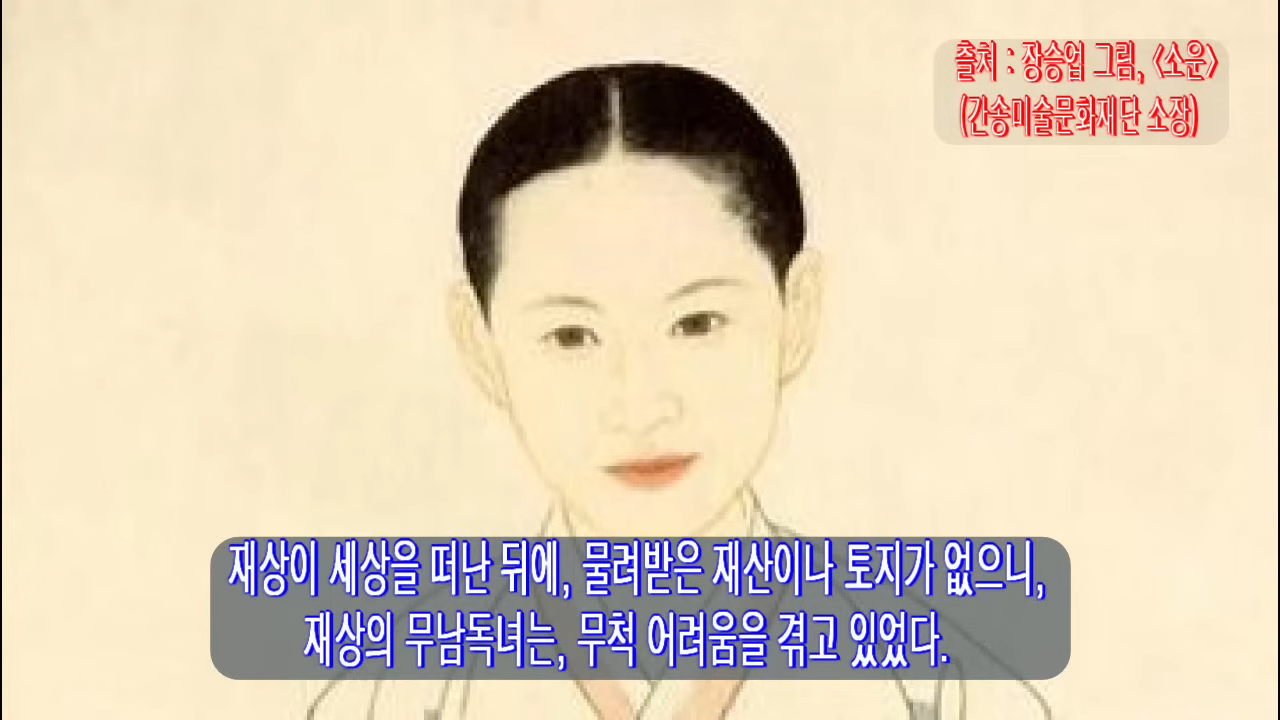 출처 : 장승업 그림, <소운>
(간송미술문화재단 소장)
재상이 세상을 떠난 뒤에, 물려받은 재산이나 토지가 없으니,
재상의 무남독녀는, 무척 어려움을 겪고 있었다.